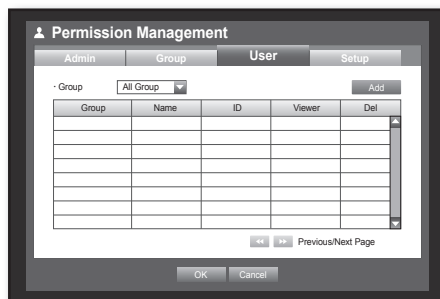 Permission Management
Admin Group User Setup
· Group All Group Add
Group Name ID Viewer Del
Previous/Next Page
OK Cancel